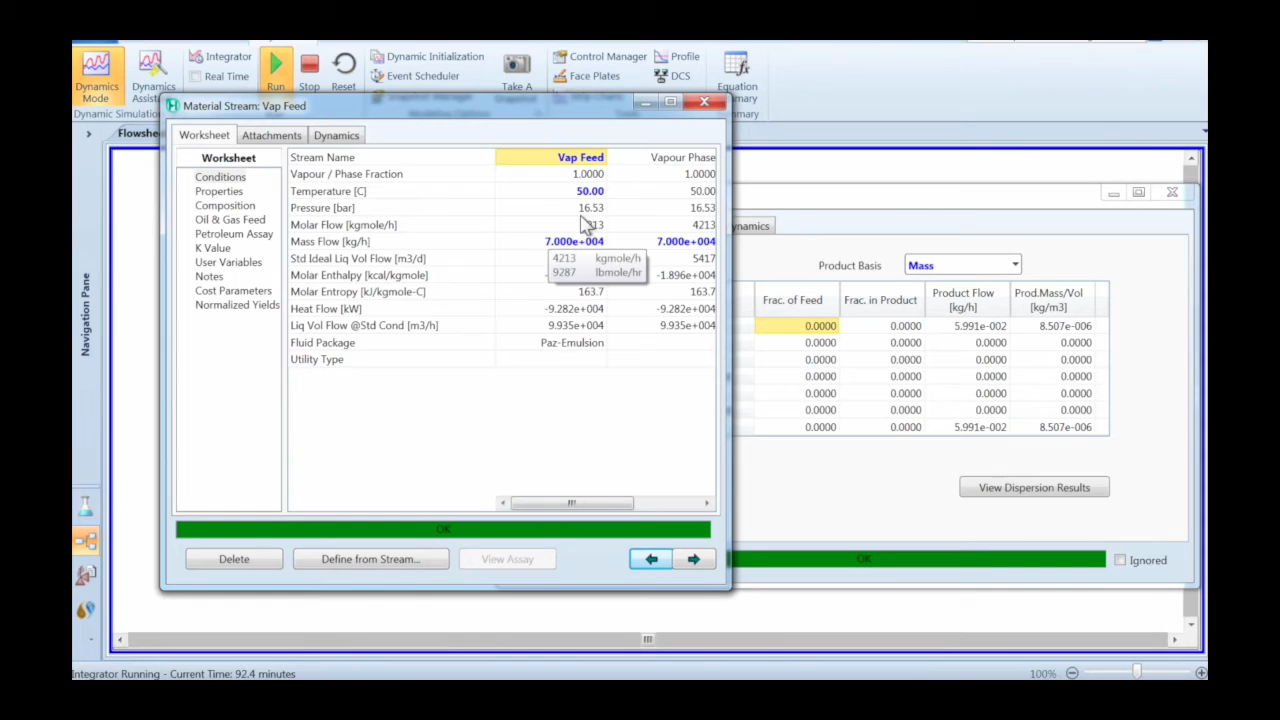 Integrator
Real Time
Dynamic Initialization
Event Scheduler
Control Manager
Profile
Face Plates
DCS
Dynamics
Mode
Dynamics
Assist
Run
Stop
Reset
Take A
Equation
mmary
Dynamic Simulation
mmary
Flowshe
Material Stream: Vap Feed
Worksheet Attachments Dynamics
Worksheet
Conditions
Properties
Composition
Oil & Gas Feed
Petroleum Assay
K Value
User Variables
Notes
Cost Parameters
Normalized Yields
Stream Name Vap Feed Vapour Phase
Vapour / Phase Fraction 1.0000 1.0000
Temperature [C] 50.00 50.00
Pressure [bar] 16.53 16.53
Molar Flow [kgmole/h] 213 4213
Mass Flow [kg/h] 7.000e+004 7.000e+004
Std Ideal Liq Vol Flow [m3/d] 5417
Molar Enthalpy [kcal/kgmole] -1.896e+004
Molar Entropy [kJ/kgmole-C] 163.7 163.7
Heat Flow [kW] -9.282e+004 -9.282e+004
Liq Vol Flow @Std Cond [m3/h] 9.935e+004 9.935e+004
Fluid Package Paz-Emulsion
Utility Type
4213 kgmole/h
9287 lbmole/hr
OK
Delete
Define from Stream...
View Assay
Navigation Pane
ynamics
Product Basis Mass
Frac. of Feed Frac. in Product Product Flow [kg/h] Prod.Mass/Vol [kg/m3]
0.0000 0.0000 5.991e-002 8.507e-006
0.0000 0.0000 0.0000 0.0000
0.0000 0.0000 0.0000 0.0000
0.0000 0.0000 0.0000 0.0000
0.0000 0.0000 0.0000 0.0000
0.0000 0.0000 0.0000 0.0000
0.0000 0.0000 5.991e-002 8.507e-006
View Dispersion Results
OK
Ignored
Integrator Running - Current Time: 92.4 minutes
100%